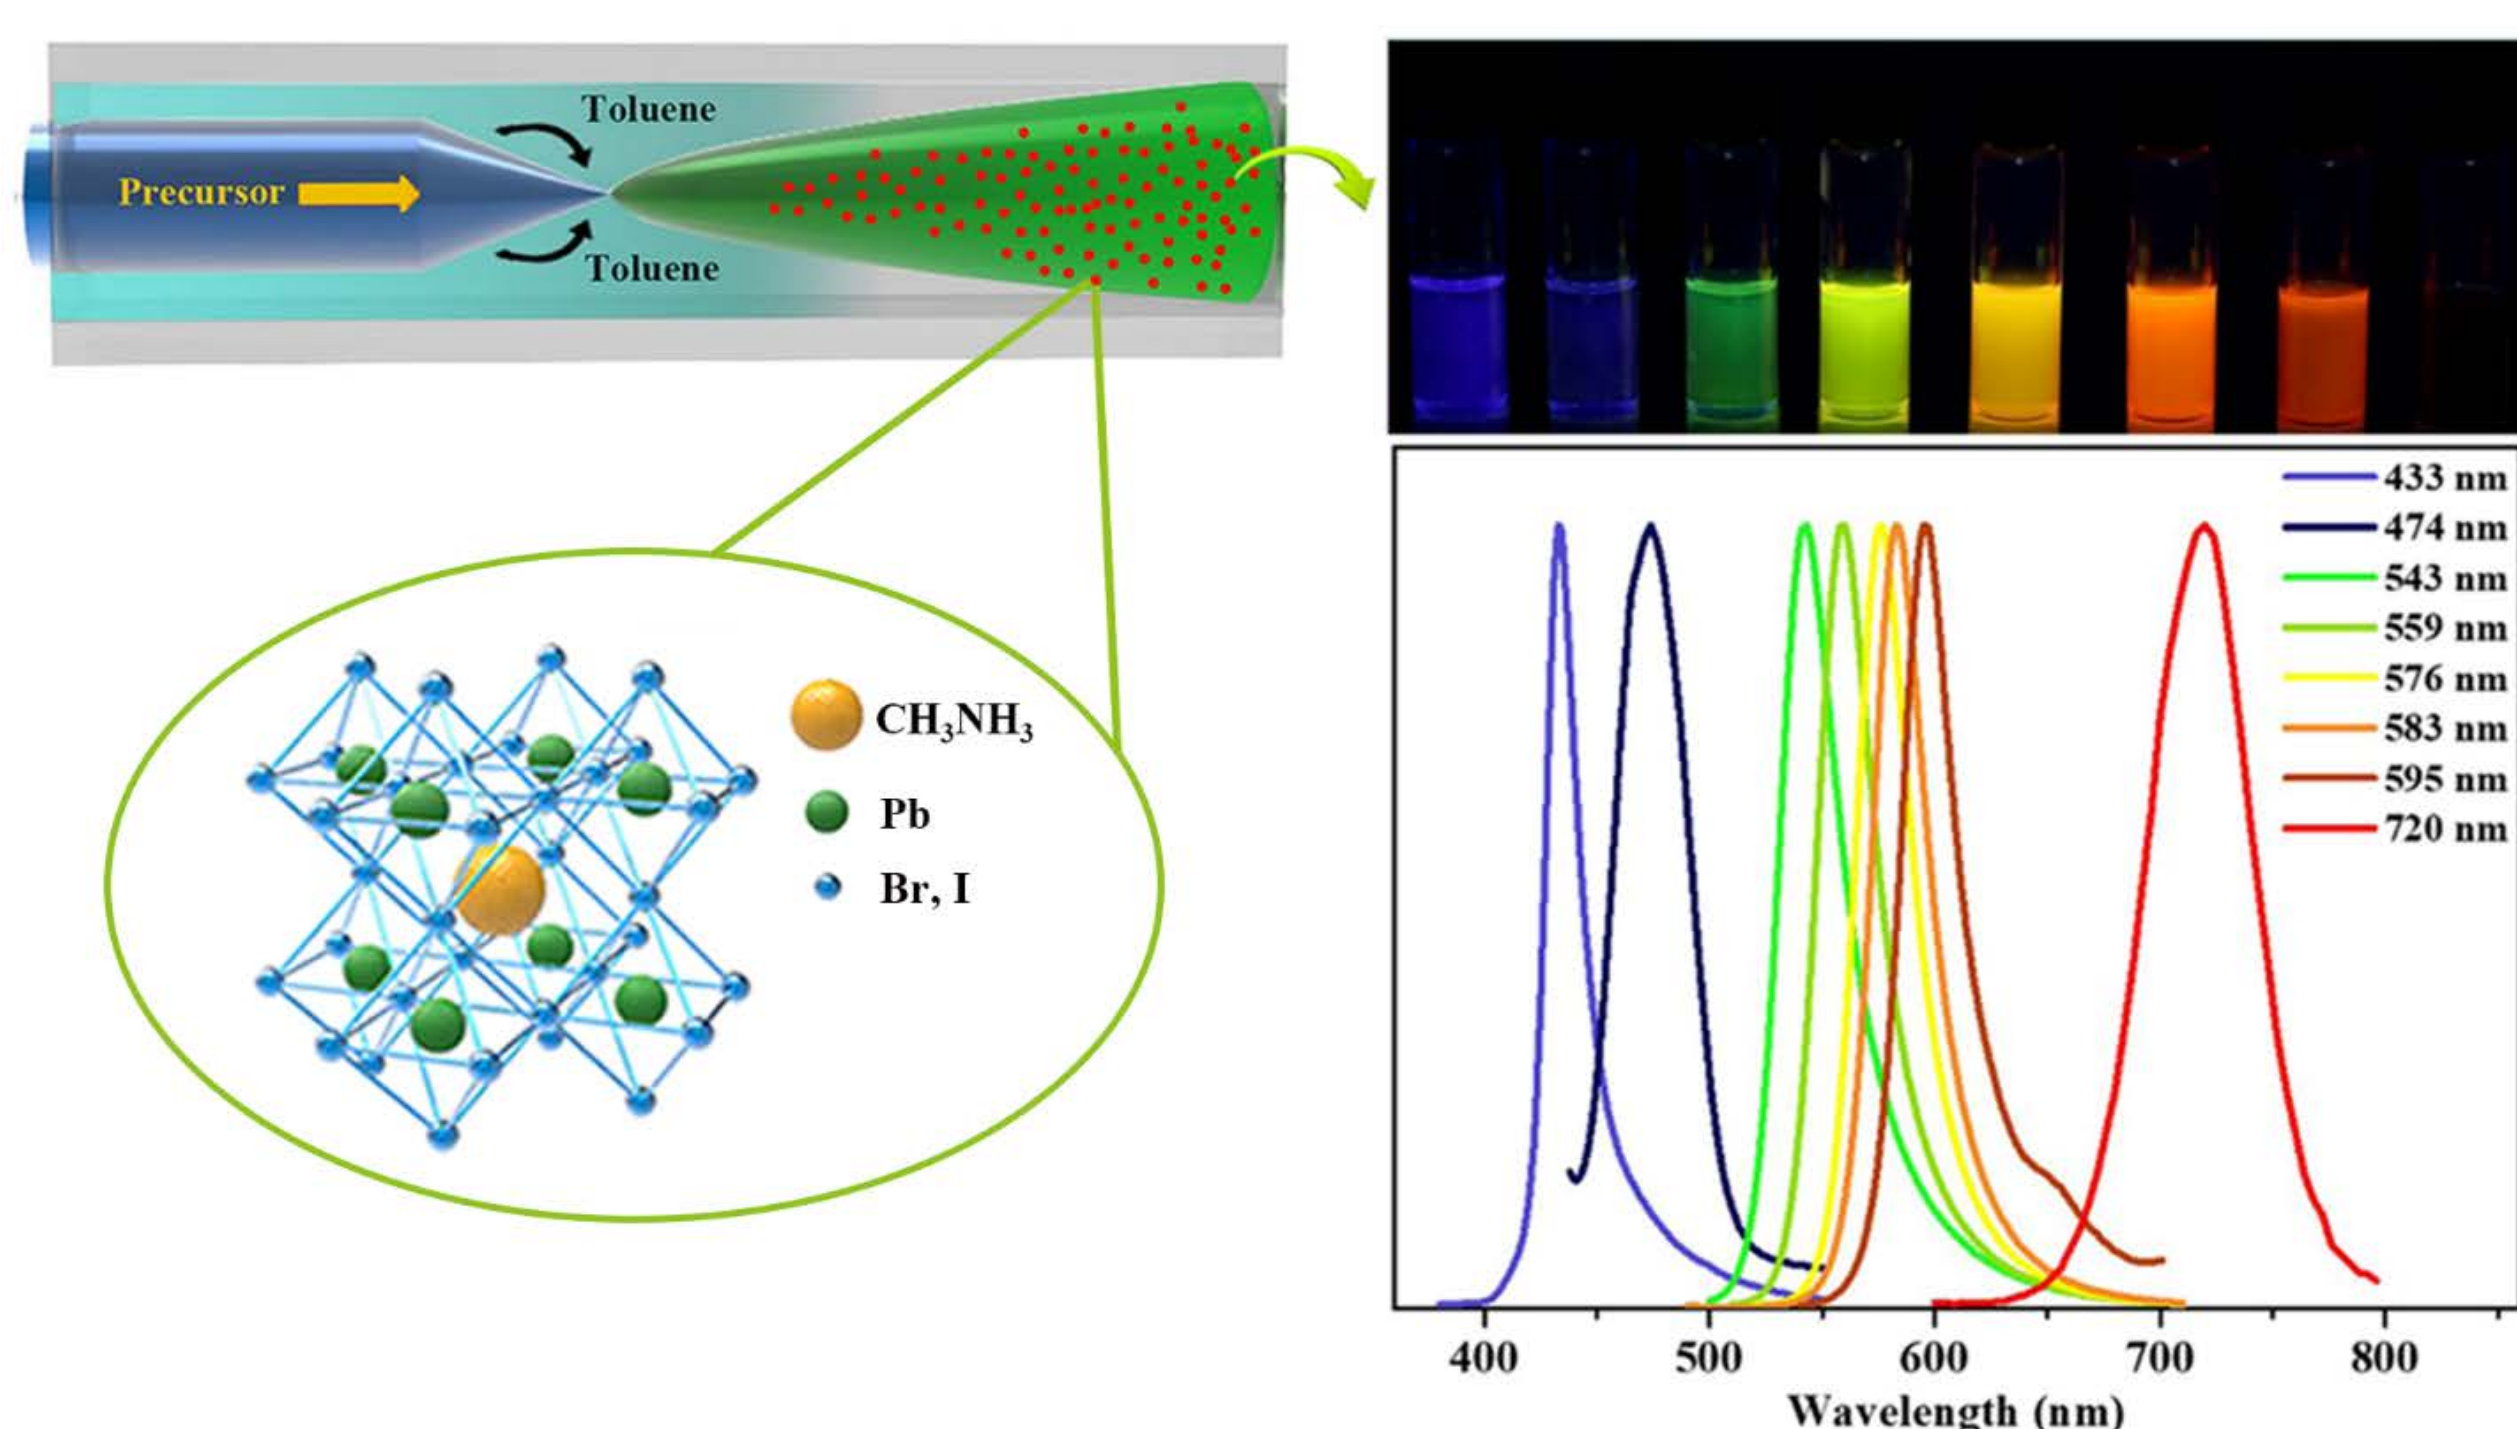 Toluene
Precursor
Toluene
CH₃NH₃
Pb
Br, I
433 nm
474 nm
543 nm
559 nm
576 nm
583 nm
595 nm
720 nm
400 500 600 700 800
Wavelength (nm)